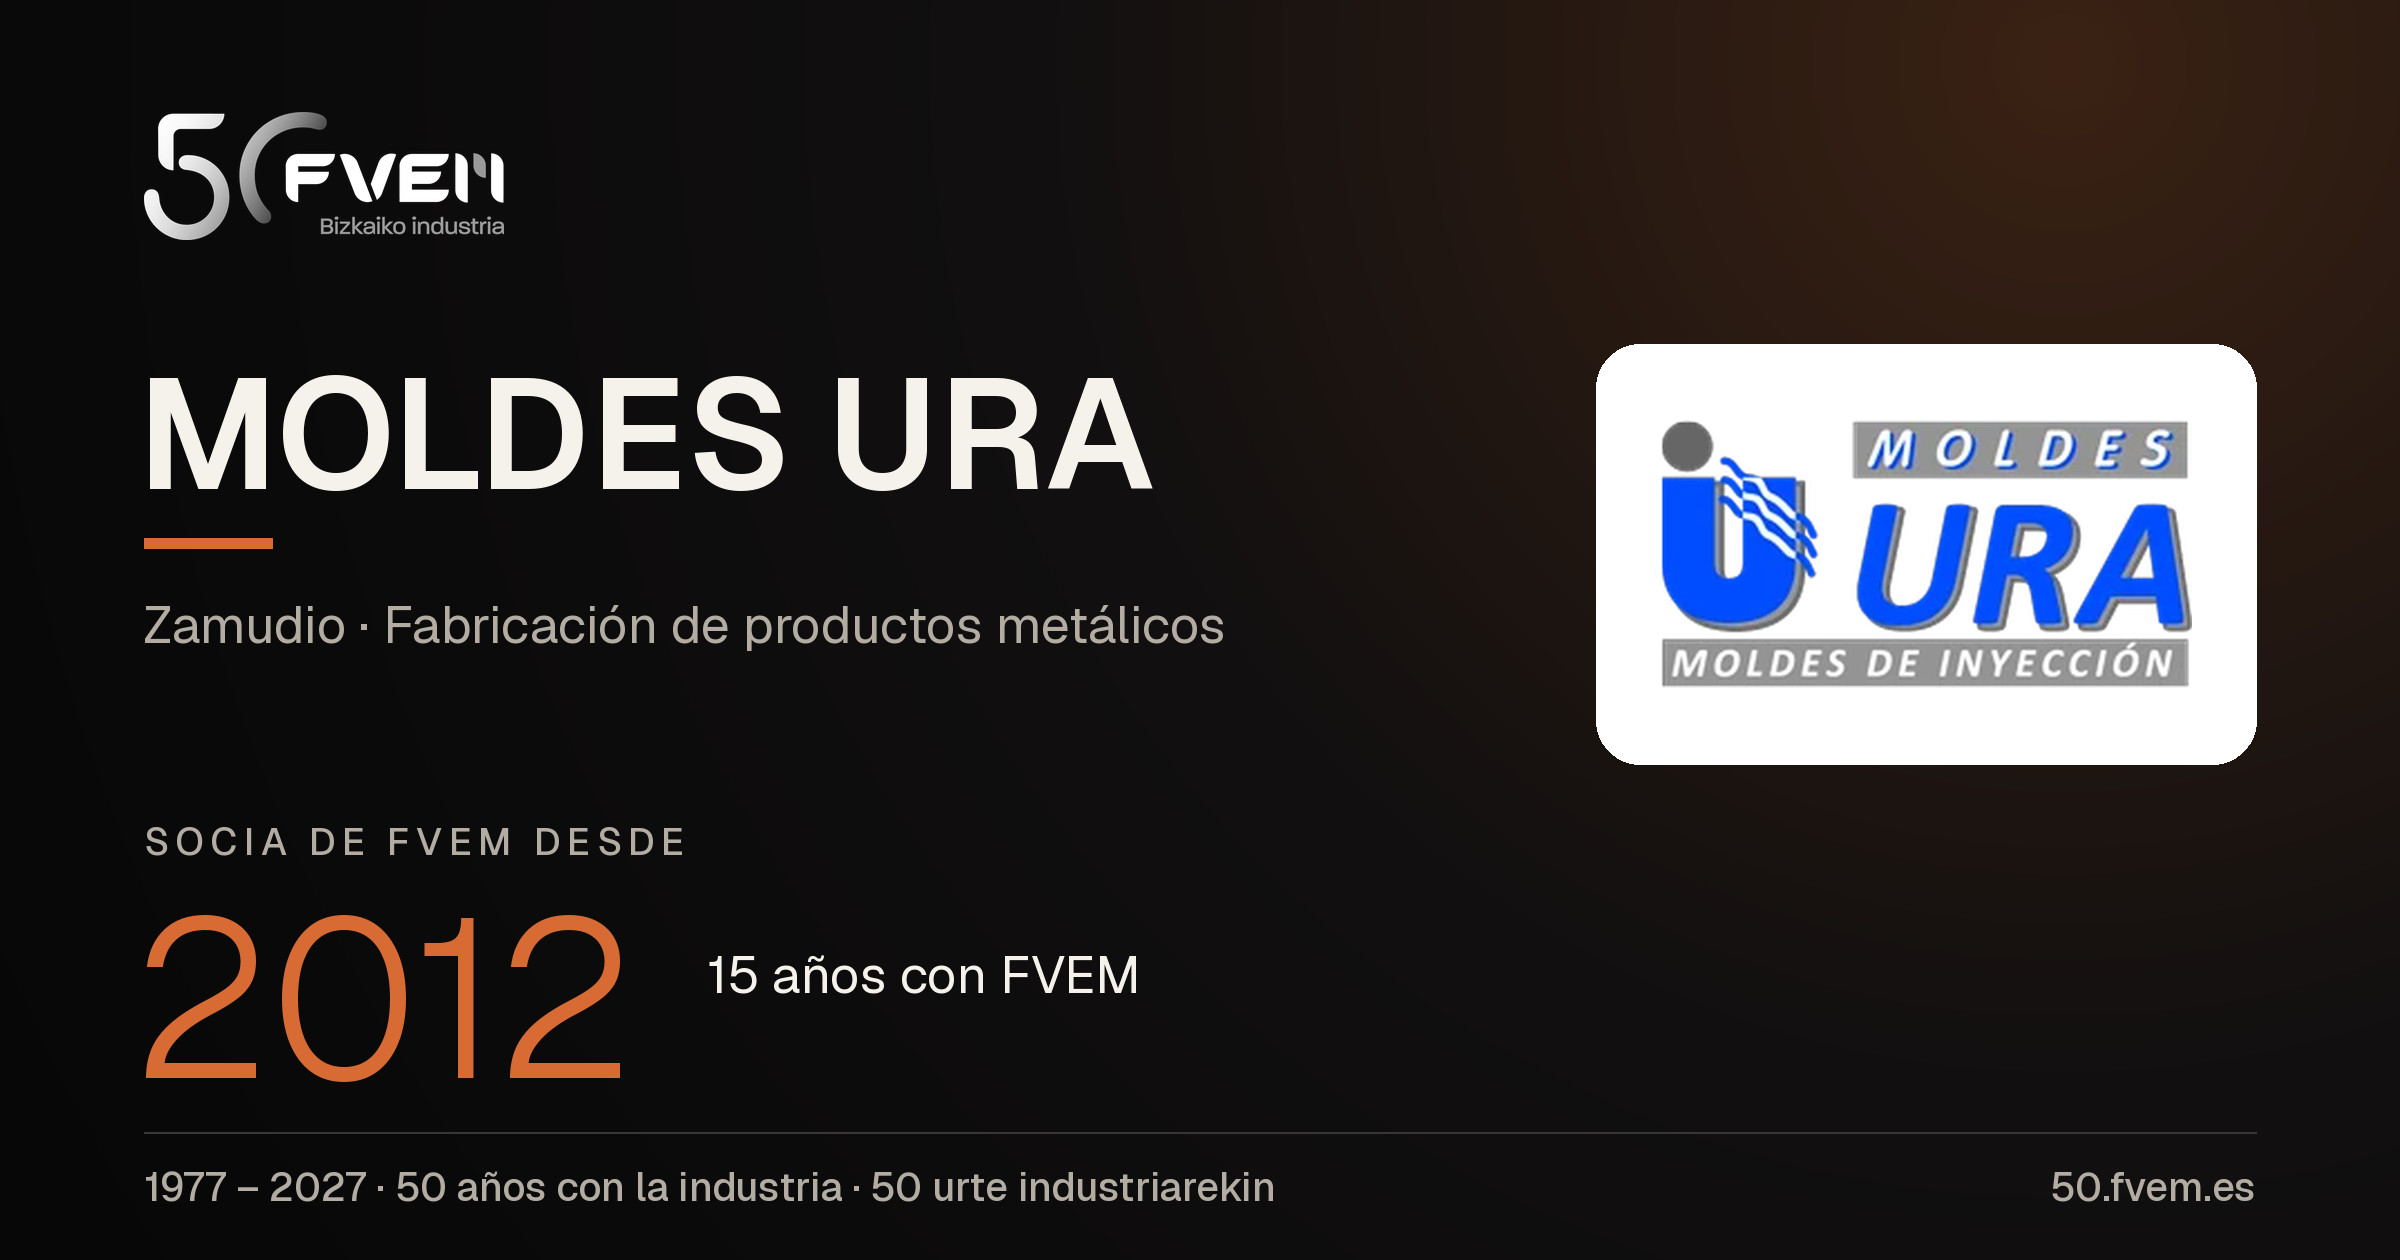 50 FVEM
Bizkaiko industria
MOLDES URA
Zamudio · Fabricación de productos metálicos
MOLDES
URA
MOLDES DE INYECCIÓN
SOCIA DE FVEM DESDE
2012
15 años con FVEM
1977 – 2027 · 50 años con la industria · 50 urte industriarekin
50.fvem.es